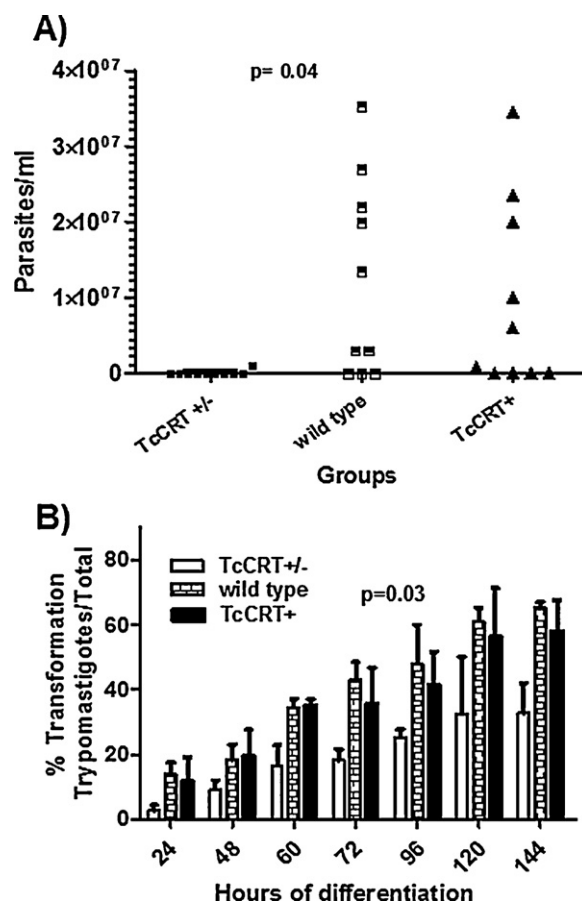 A)
p= 0.04
Parasites/ml
4×10⁰⁷
3×10⁰⁷
2×10⁰⁷
1×10⁰⁷
0
TcCRT +/-
wild type
TcCRT+
Groups
B)
TcCRT+/-
wild type
TcCRT+
p=0.03
% Transformation
Trypomastigotes/Total
80
60
40
20
0
24
48
60
72
96
120
144
Hours of differentiation